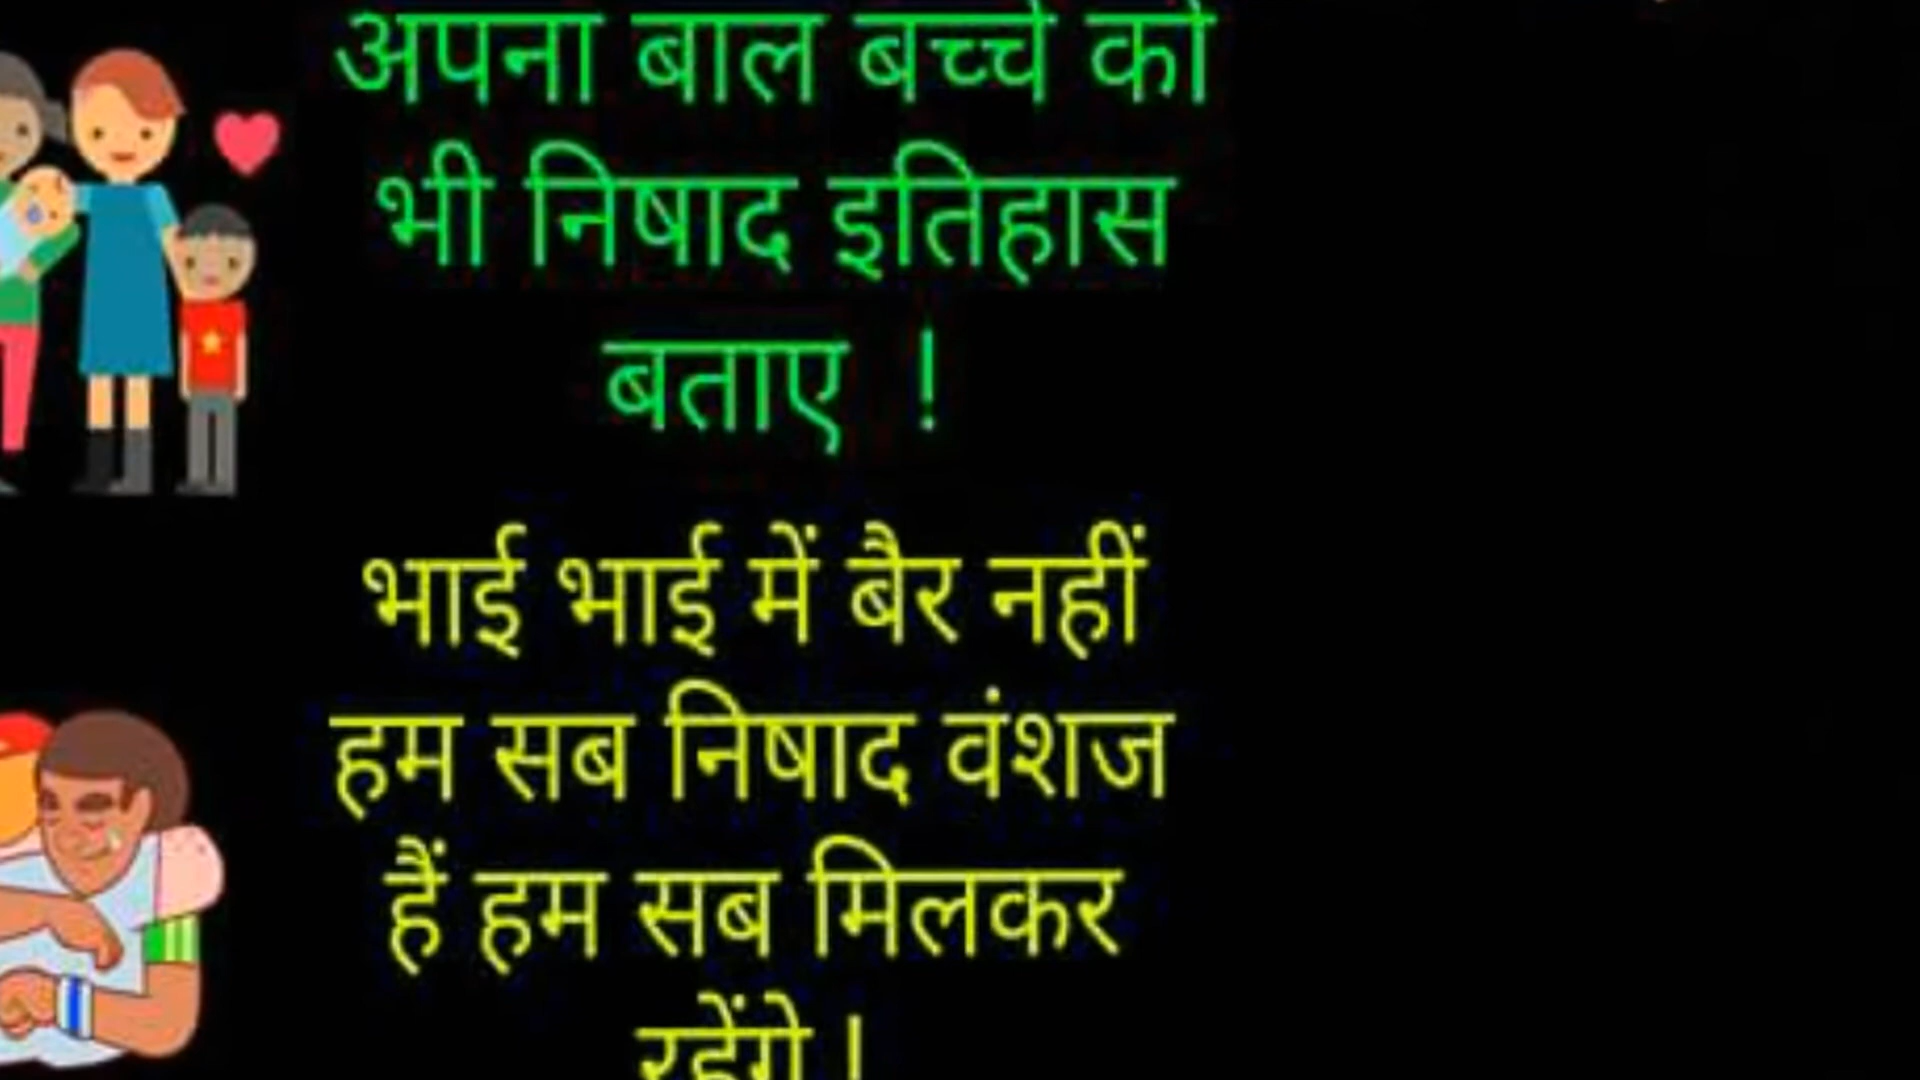 अपना बाल बच्चे को
भी निषाद इतिहास
बताए !
भाई भाई में बैर नहीं
हम सब निषाद वंशज
हैं हम सब मिलकर
रहेंगे !